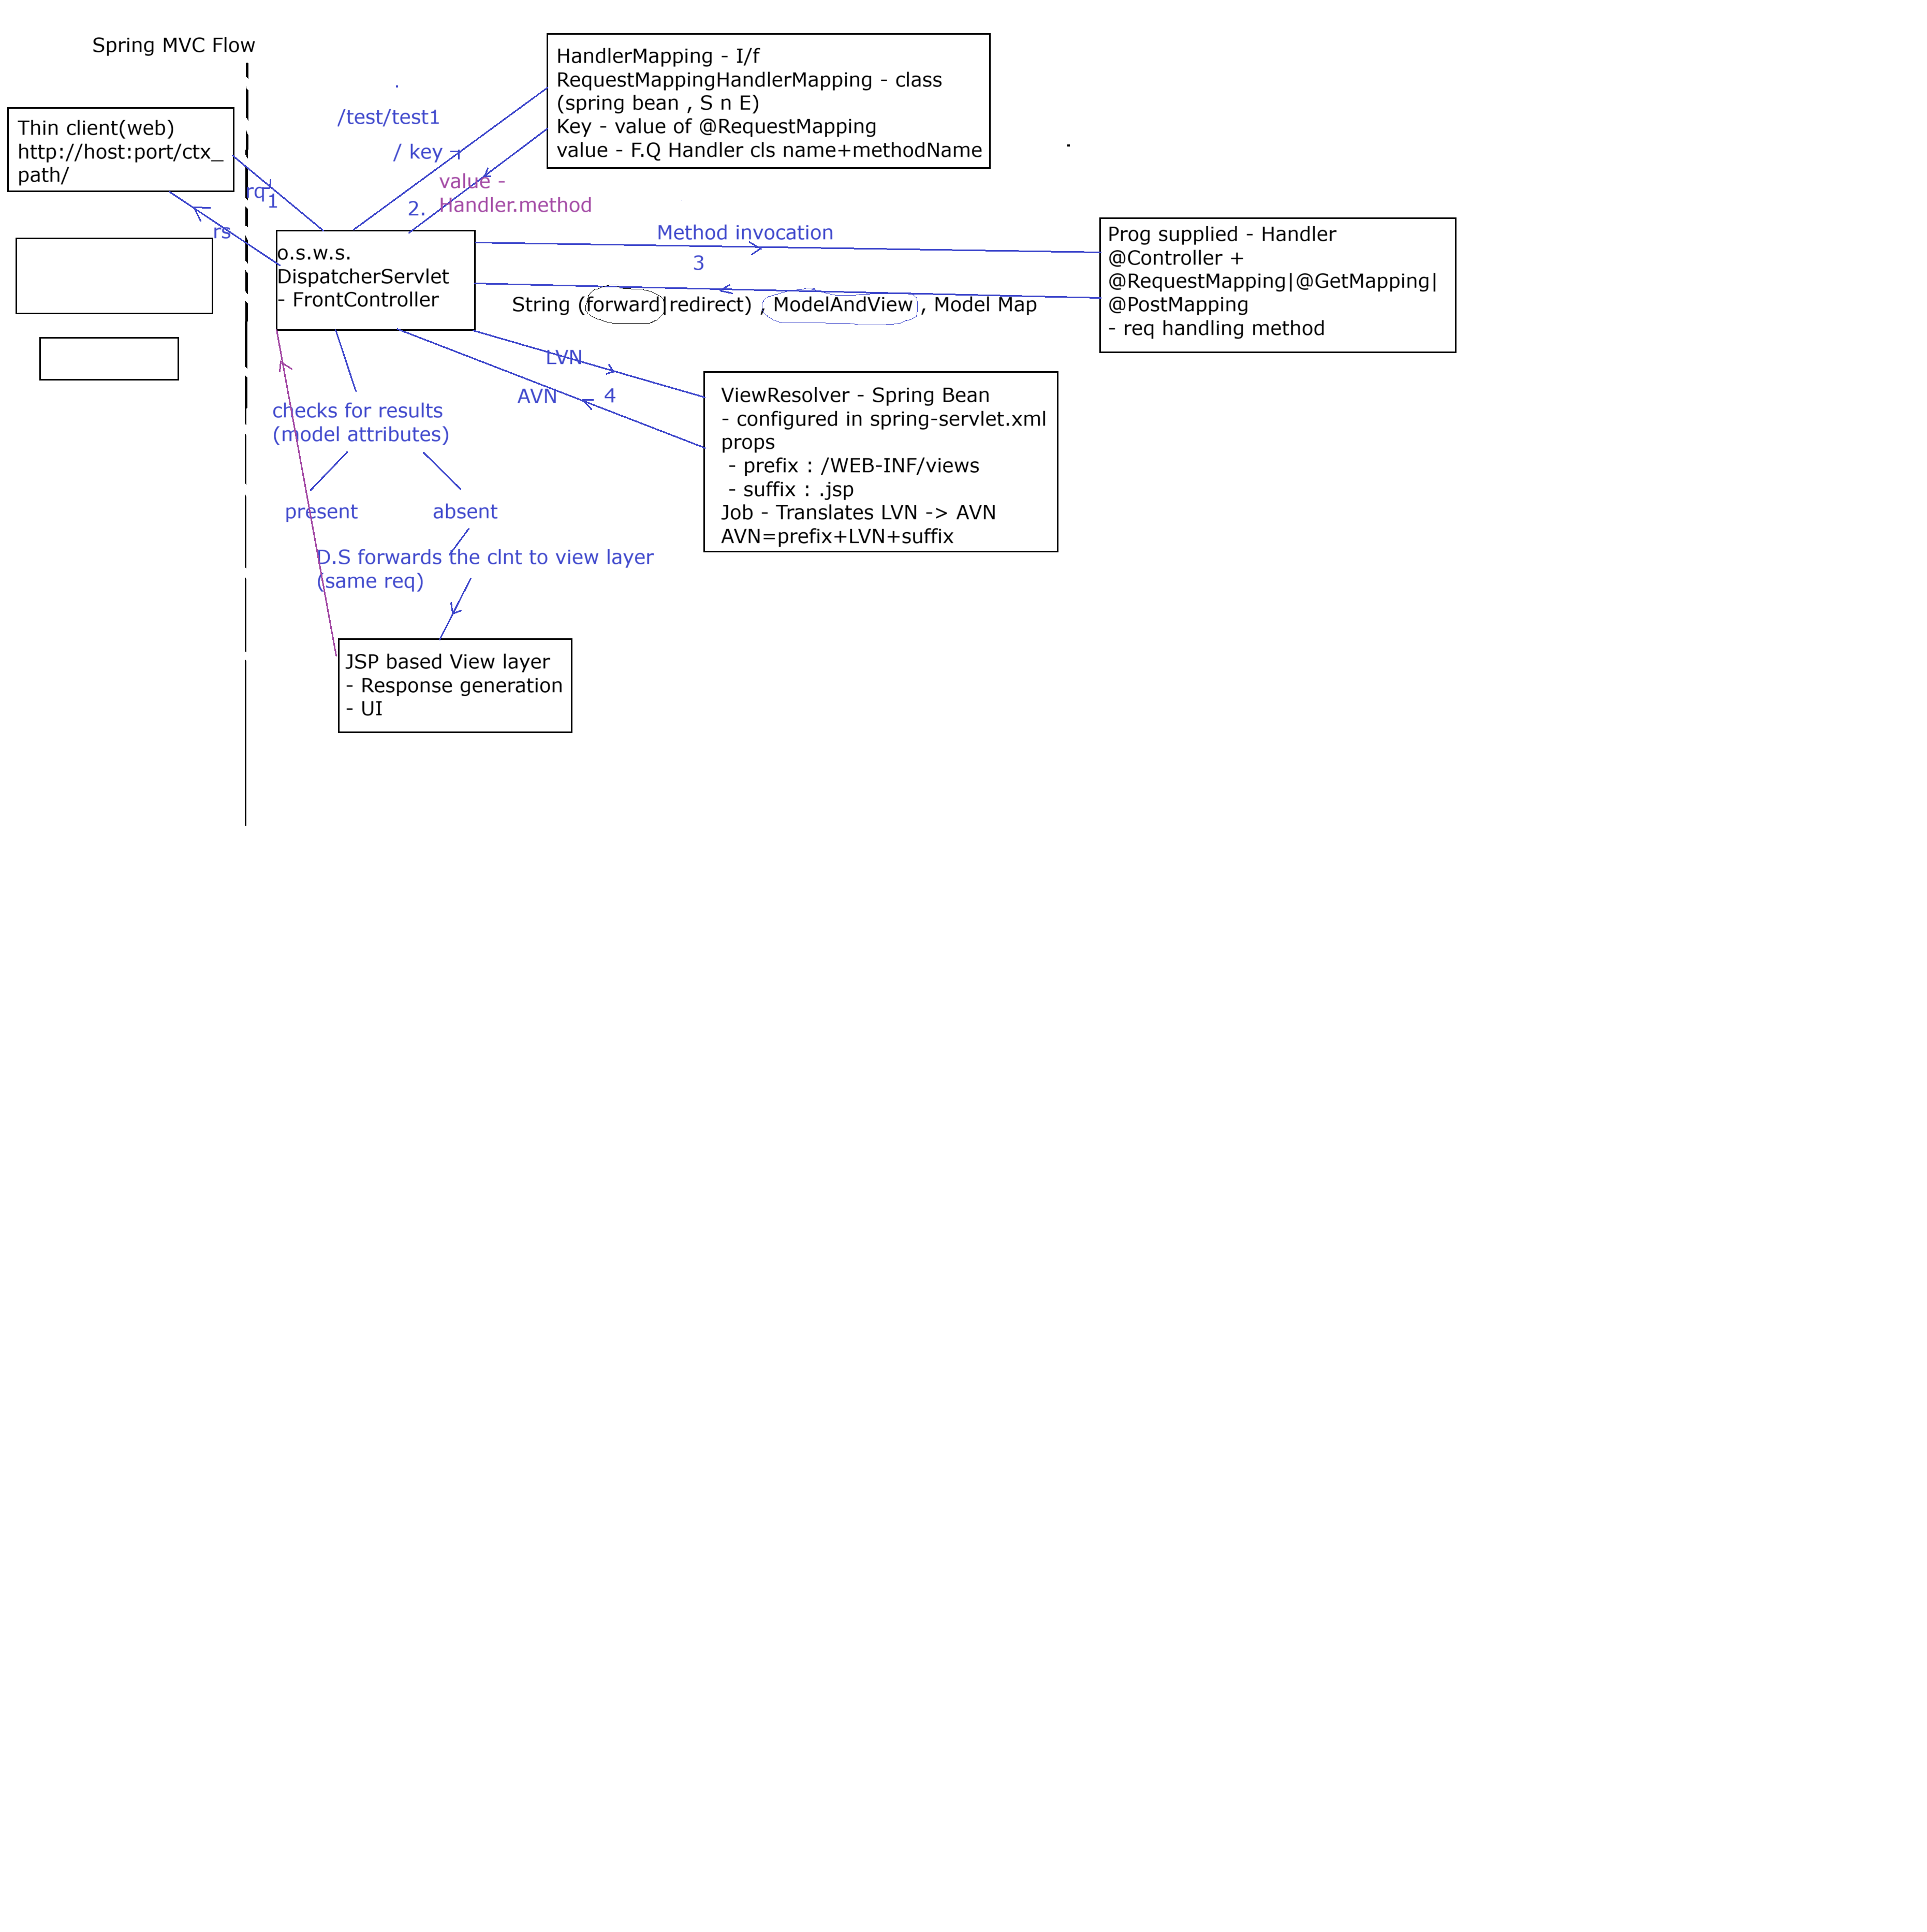 Spring MVC Flow
Thin client(web)
http://host:port/ctx_
path/
rq
1
rs
/test/test1
/ key
2.
value -
Handler.method
HandlerMapping - I/f
RequestMappingHandlerMapping - class
(spring bean , S n E)
Key - value of @RequestMapping
value - F.Q Handler cls name+methodName
o.s.w.s.
DispatcherServlet
- FrontController
Method invocation
3
String (forward|redirect) , ModelAndView , Model Map
Prog supplied - Handler
@Controller +
@RequestMapping|@GetMapping|
@PostMapping
- req handling method
LVN
AVN
4
ViewResolver - Spring Bean
- configured in spring-servlet.xml
props
- prefix : /WEB-INF/views
- suffix : .jsp
Job - Translates LVN -> AVN
AVN=prefix+LVN+suffix
checks for results
(model attributes)
present
absent
D.S forwards the clnt to view layer
(same req)
JSP based View layer
- Response generation
- UI